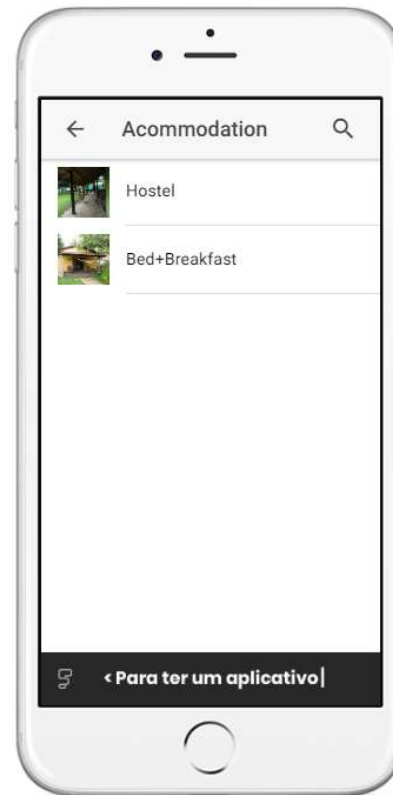 Acommodation
Hostel
Bed+Breakfast
< Para ter um aplicativo|